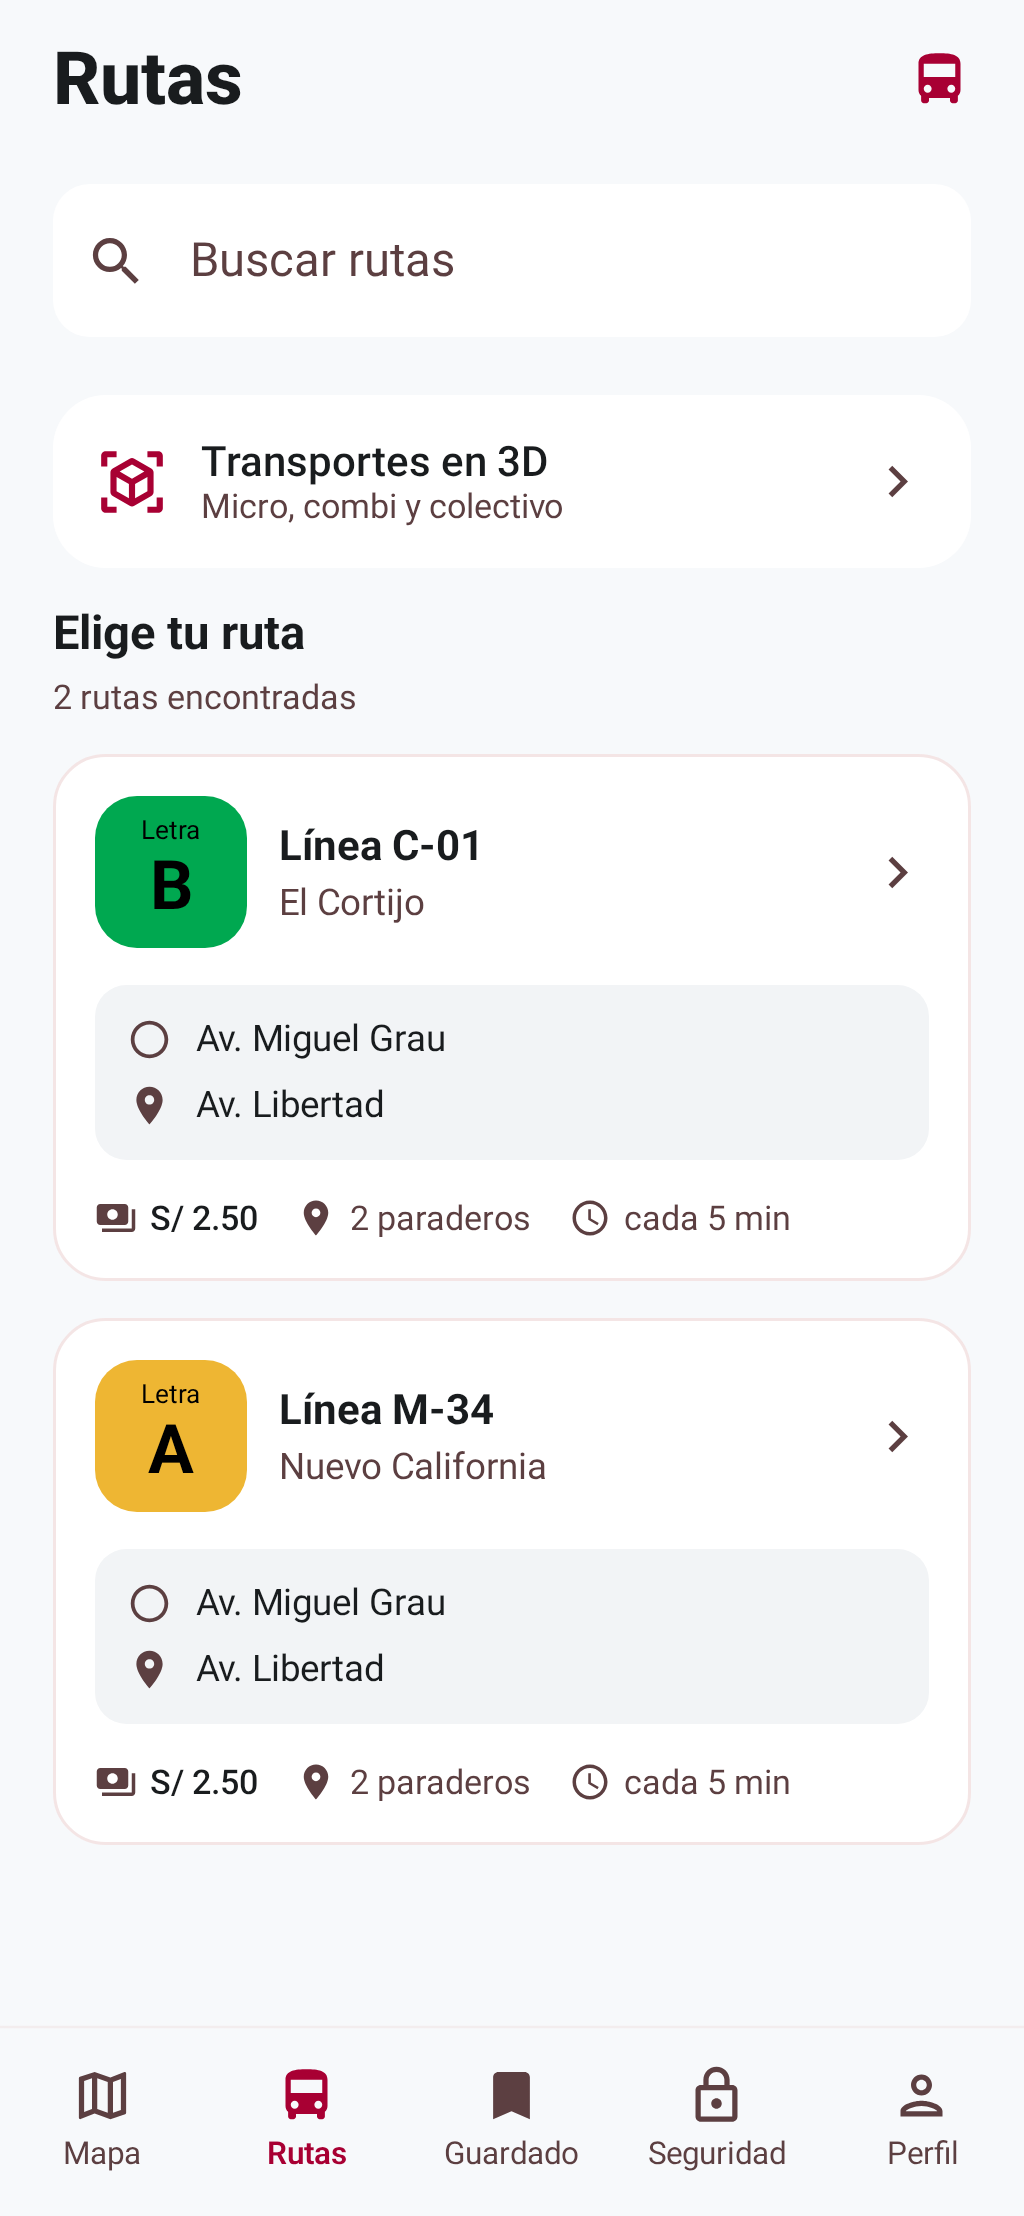 Rutas
Buscar rutas
Transportes en 3D
Micro, combi y colectivo
Elige tu ruta
2 rutas encontradas
Letra
B
Línea C-01
El Cortijo
Av. Miguel Grau
Av. Libertad
S/ 2.50 2 paraderos cada 5 min
Letra
A
Línea M-34
Nuevo California
Av. Miguel Grau
Av. Libertad
S/ 2.50 2 paraderos cada 5 min
Mapa Rutas Guardado Seguridad Perfil